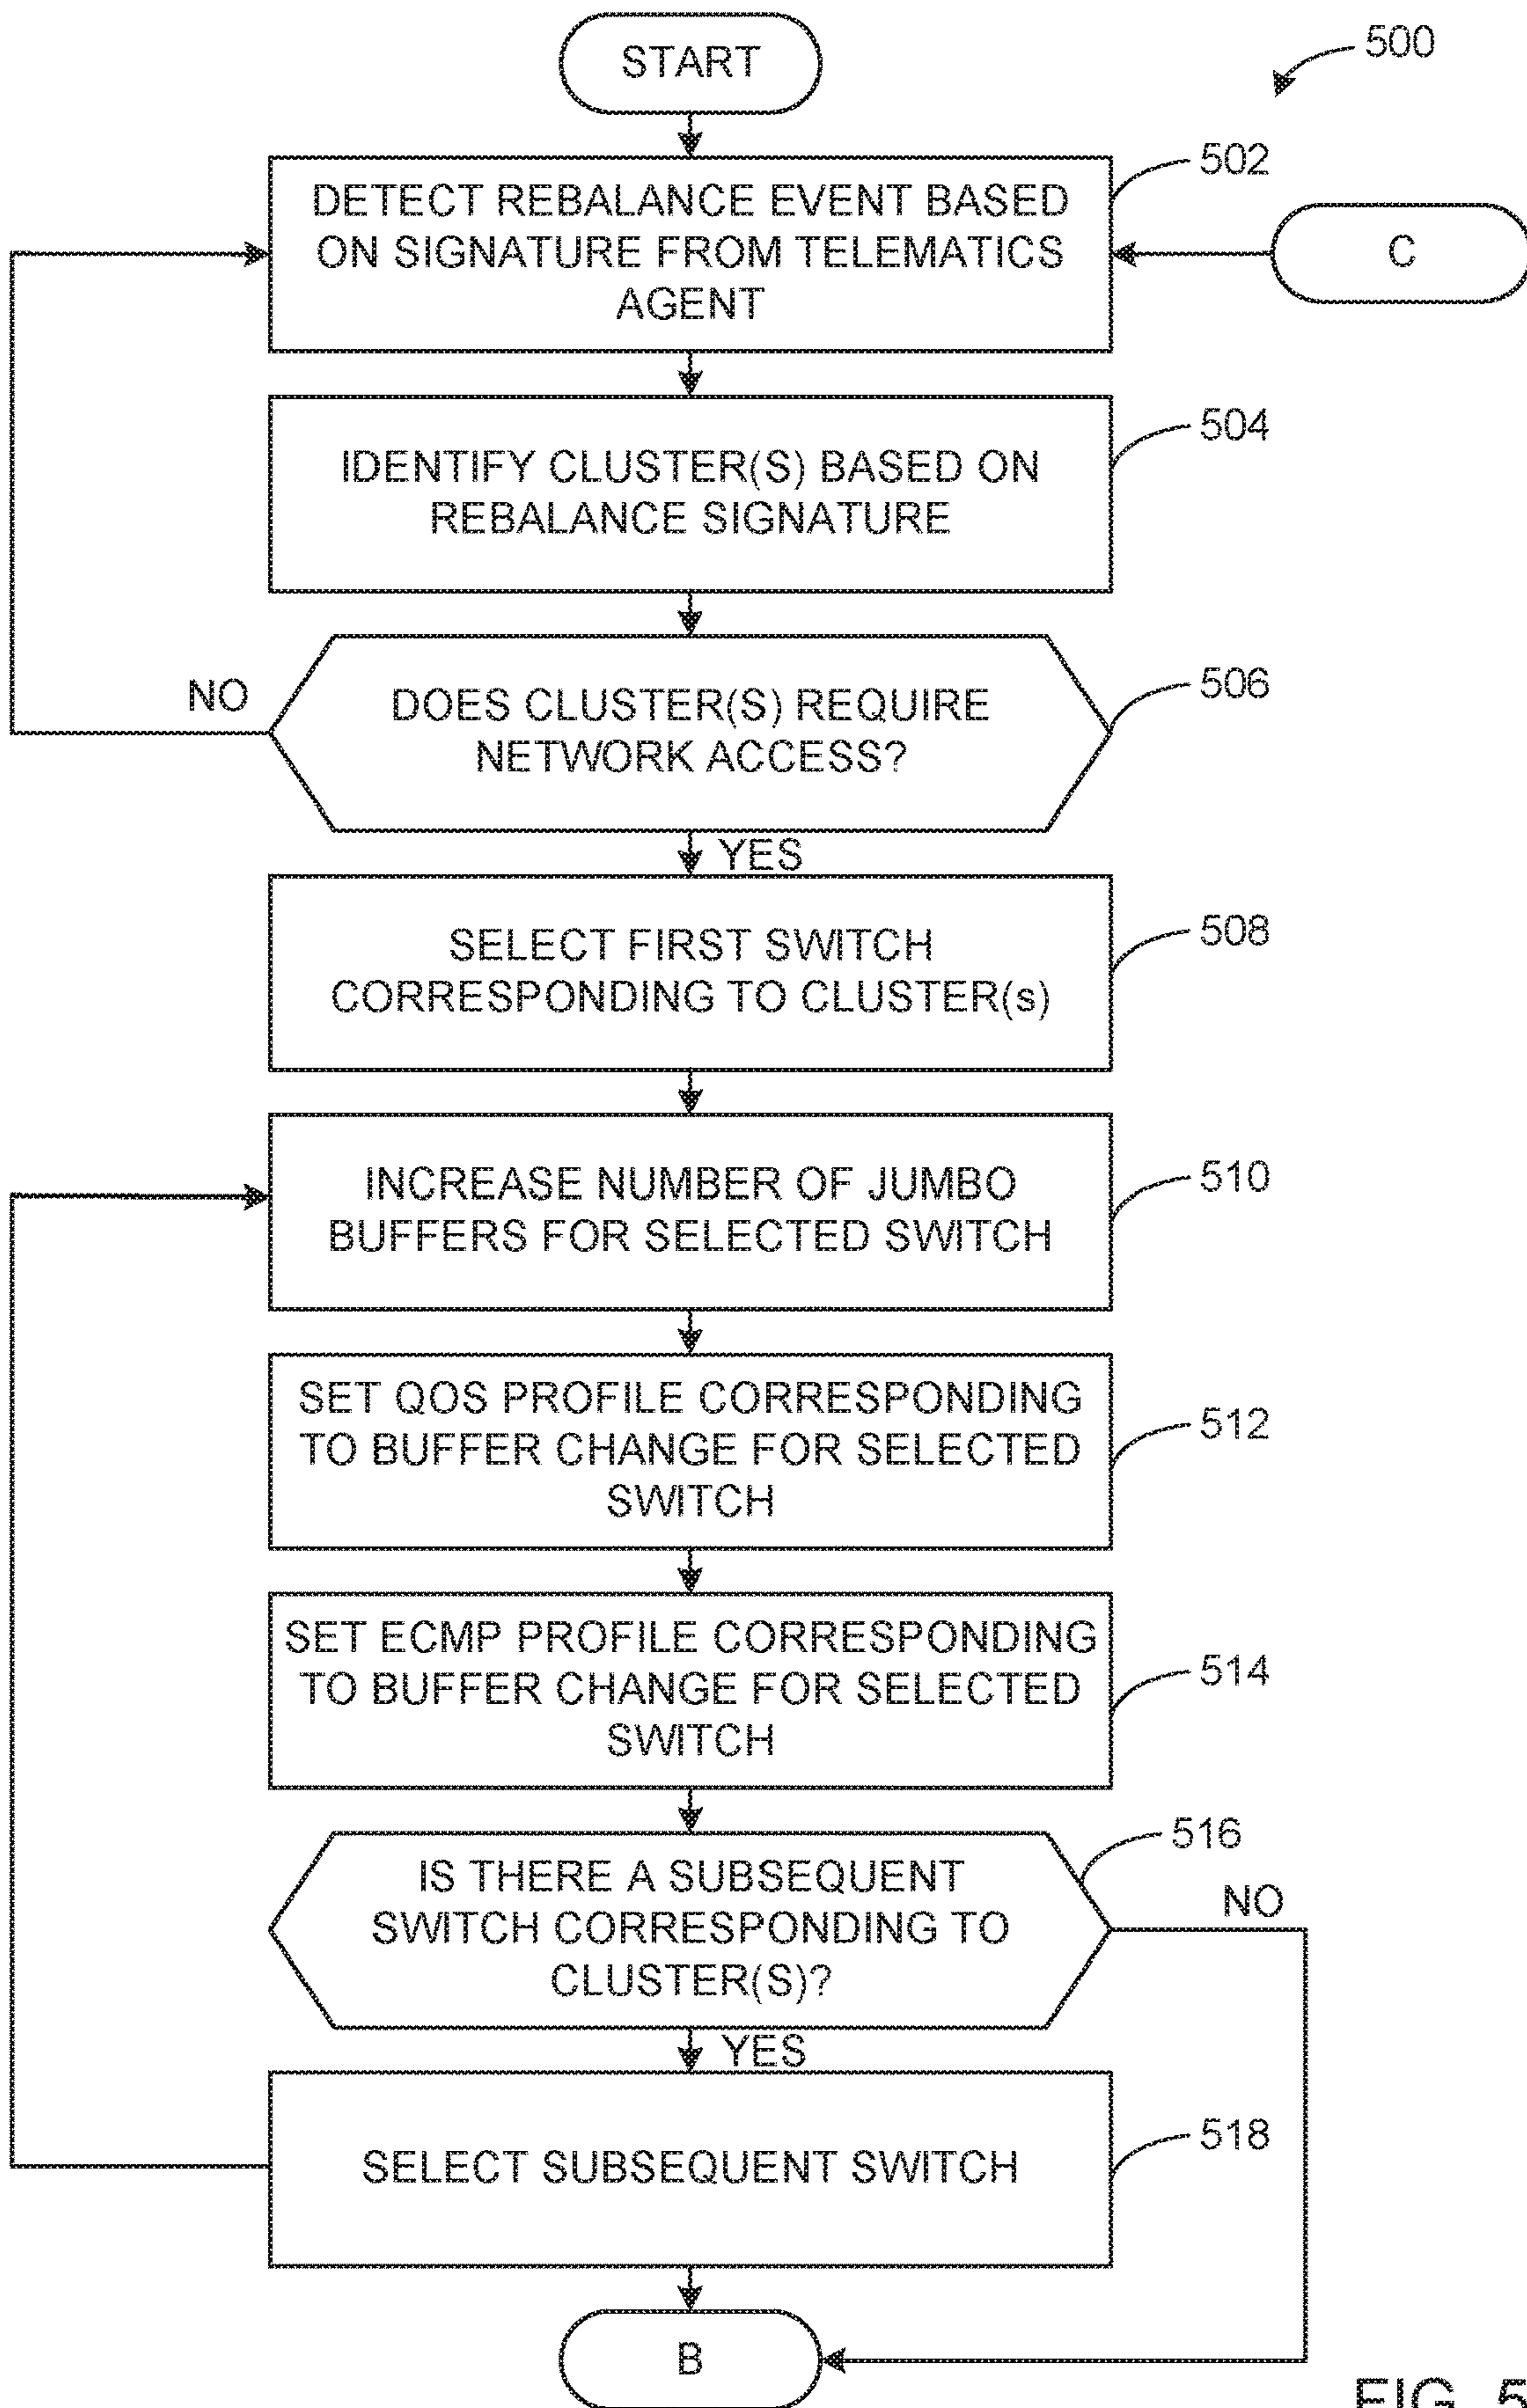 START
500
DETECT REBALANCE EVENT BASED
ON SIGNATURE FROM TELEMATICS
AGENT
502
C
IDENTIFY CLUSTER(S) BASED ON
REBALANCE SIGNATURE
504
DOES CLUSTER(S) REQUIRE
NETWORK ACCESS?
506
NO
YES
SELECT FIRST SWITCH
CORRESPONDING TO CLUSTER(s)
508
INCREASE NUMBER OF JUMBO
BUFFERS FOR SELECTED SWITCH
510
SET QOS PROFILE CORRESPONDING
TO BUFFER CHANGE FOR SELECTED
SWITCH
512
SET ECMP PROFILE CORRESPONDING
TO BUFFER CHANGE FOR SELECTED
SWITCH
514
IS THERE A SUBSEQUENT
SWITCH CORRESPONDING TO
CLUSTER(S)?
516
NO
YES
SELECT SUBSEQUENT SWITCH
518
B
FIG. 5